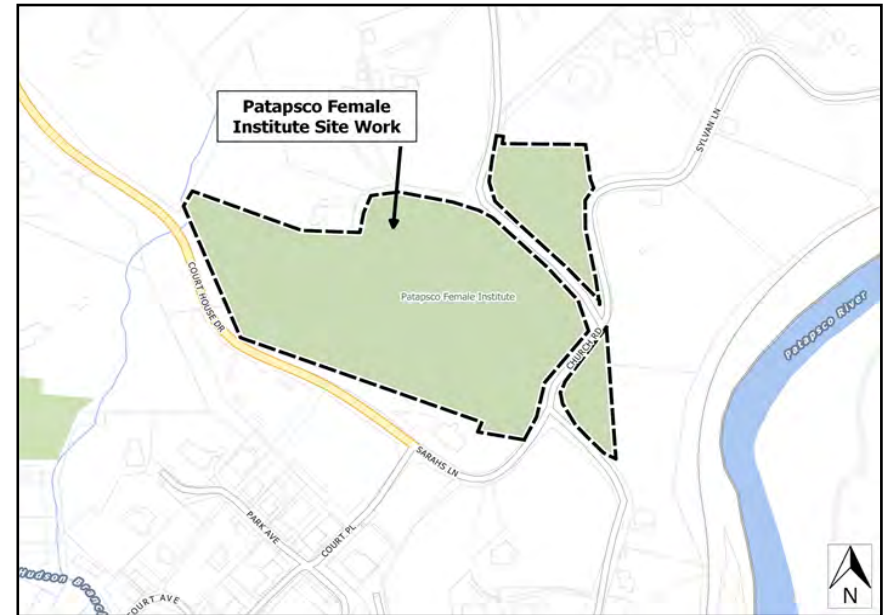 Patapsco Female
Institute Site Work
SYLVAN LN
COURT HOUSE DR
Patapsco Female Institute
Patapsco River
CHURCH RD
SARAHS LN
PARK AVE
COURT PL
Hudson Branch
COURT AVE
N